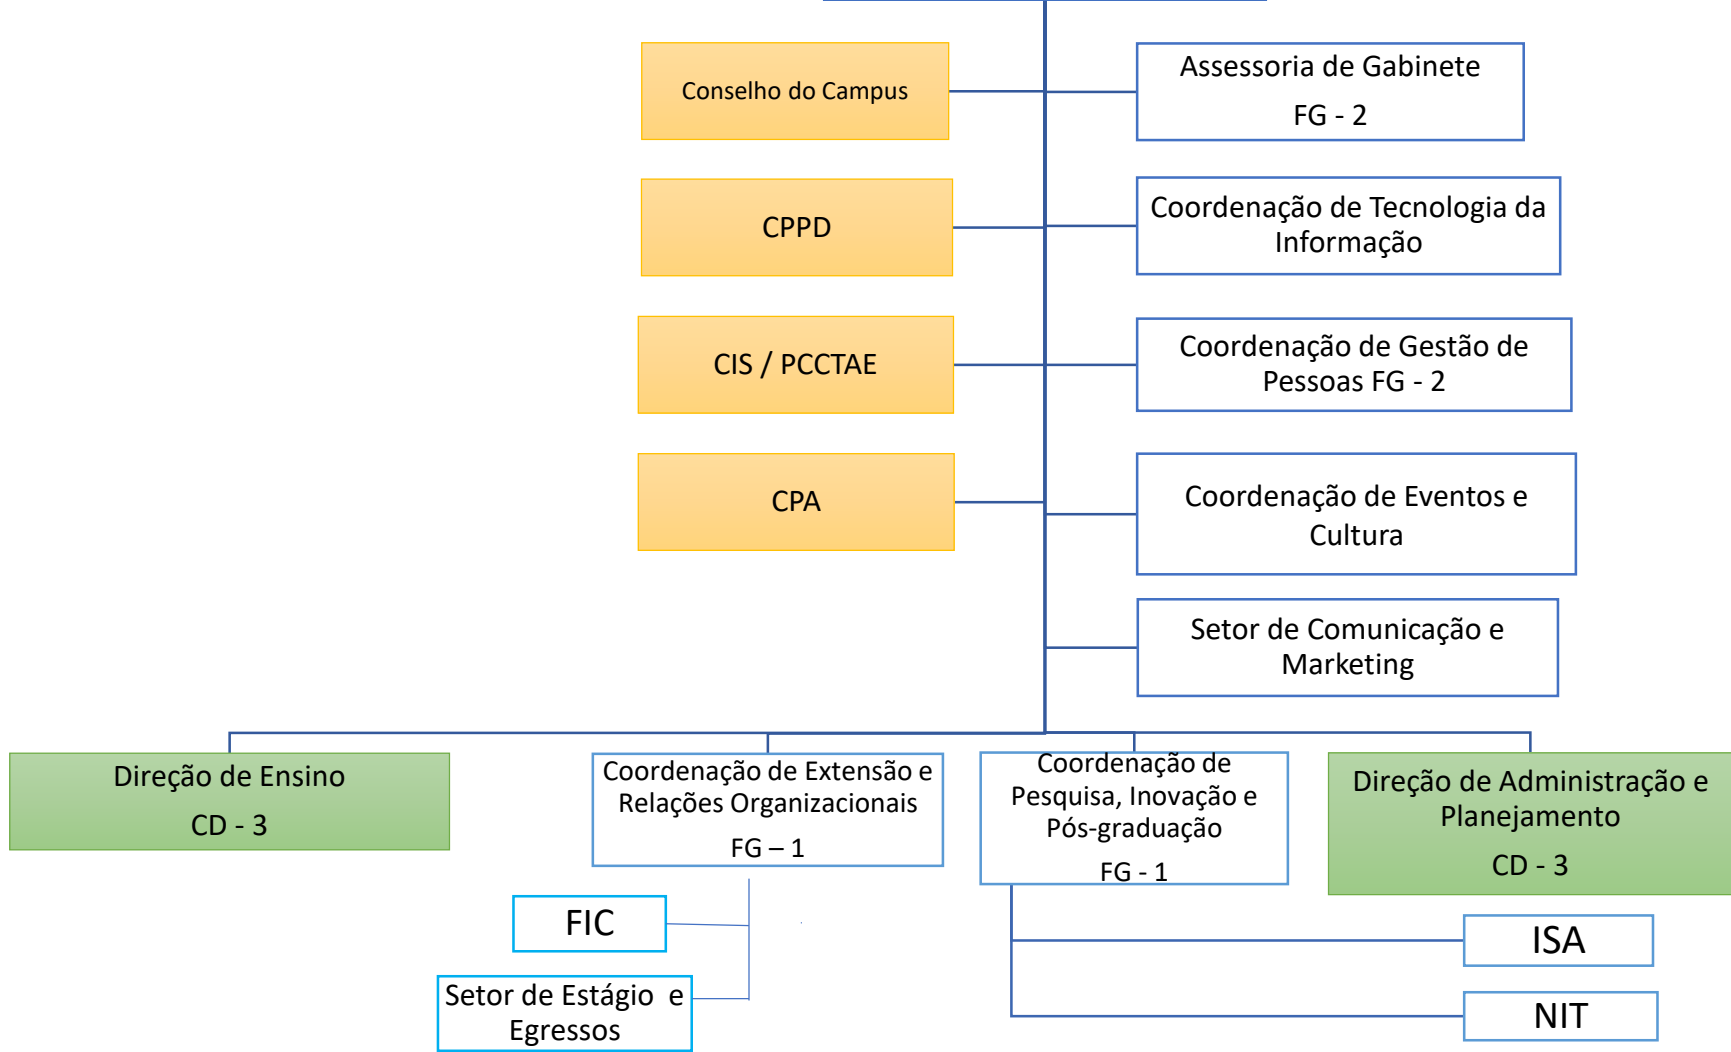 Conselho do Campus
Assessoria de Gabinete
FG - 2
CPPD
Coordenação de Tecnologia da
Informação
CIS / PCCTAE
Coordenação de Gestão de
Pessoas FG - 2
CPA
Coordenação de Eventos e
Cultura
Setor de Comunicação e
Marketing
Direção de Ensino
CD - 3
Coordenação de Extensão e
Relações Organizacionais
FG – 1
Coordenação de
Pesquisa, Inovação e
Pós-graduação
FG - 1
Direção de Administração e
Planejamento
CD - 3
FIC
Setor de Estágio e
Egressos
ISA
NIT